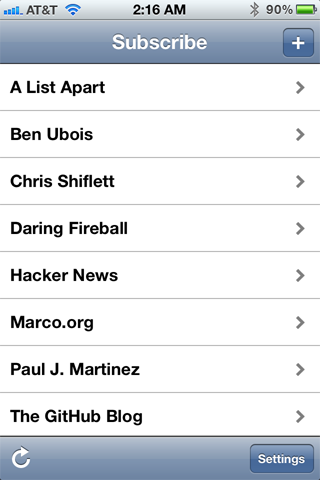 AT&T 2:16 AM 90%
Subscribe +
A List Apart
Ben Ubois
Chris Shiflett
Daring Fireball
Hacker News
Marco.org
Paul J. Martinez
The GitHub Blog
Settings